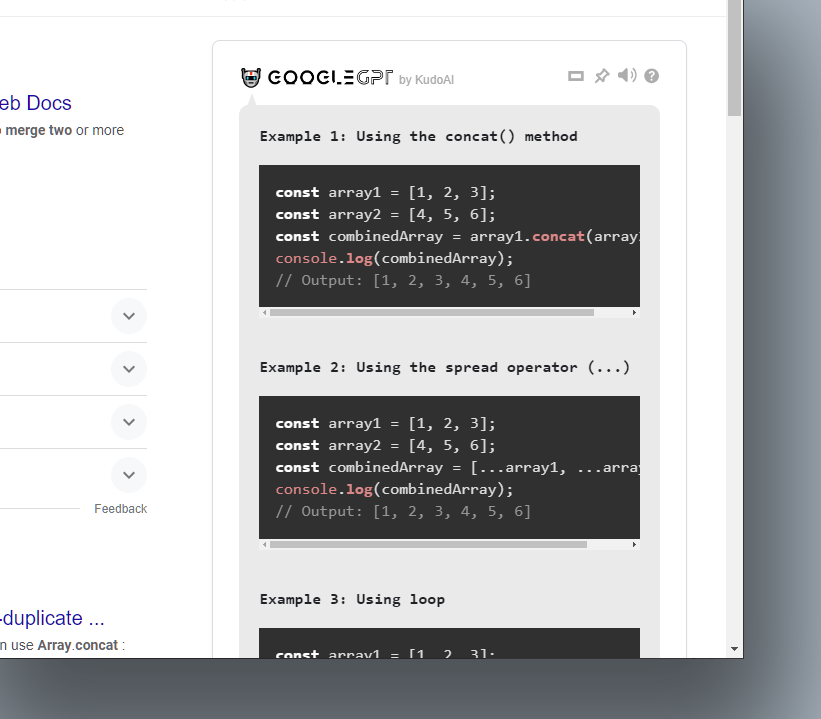 eb Docs
merge two or more
Feedback
-duplicate ...
n use Array.concat :
GOOGLEGPT by KudoAI
Example 1: Using the concat() method
const array1 = [1, 2, 3];
const array2 = [4, 5, 6];
const combinedArray = array1.concat(array
console.log(combinedArray);
// Output: [1, 2, 3, 4, 5, 6]
Example 2: Using the spread operator (...)
const array1 = [1, 2, 3];
const array2 = [4, 5, 6];
const combinedArray = [...array1, ...array
console.log(combinedArray);
// Output: [1, 2, 3, 4, 5, 6]
Example 3: Using loop
const array1 = [1, 2, 3];